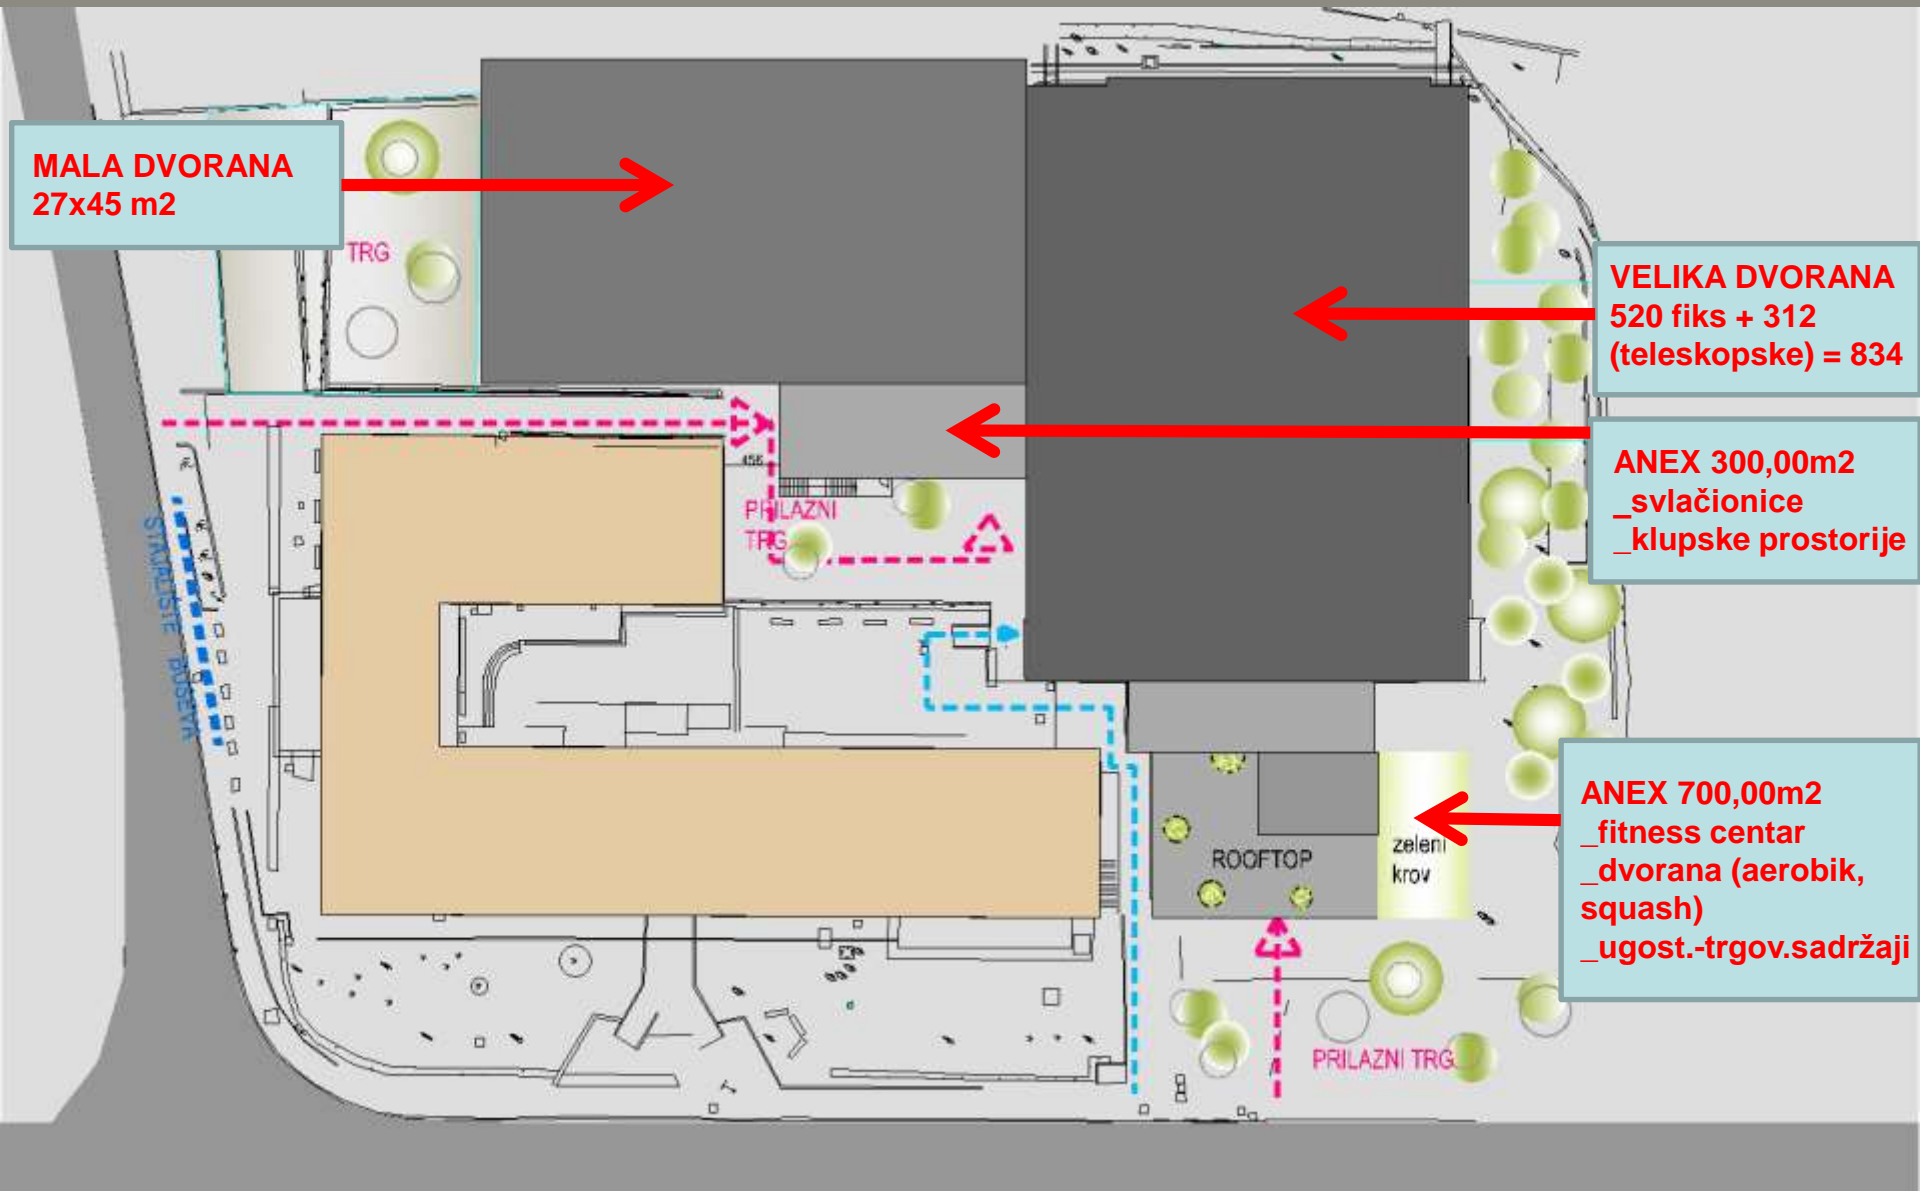 MALA DVORANA
27x45 m2
TRG
VELIKA DVORANA
520 fiks + 312
(teleskopske) = 834
ANEX 300,00m2
_svlačionice
_klupske prostorije
456
PRILAZNI
TRG
STAJALIŠTE BUSEVA
ANEX 700,00m2
_fitness centar
_dvorana (aerobik,
squash)
_ugost.-trgov.sadržaji
ROOFTOP
zeleni
krov
PRILAZNI TRG